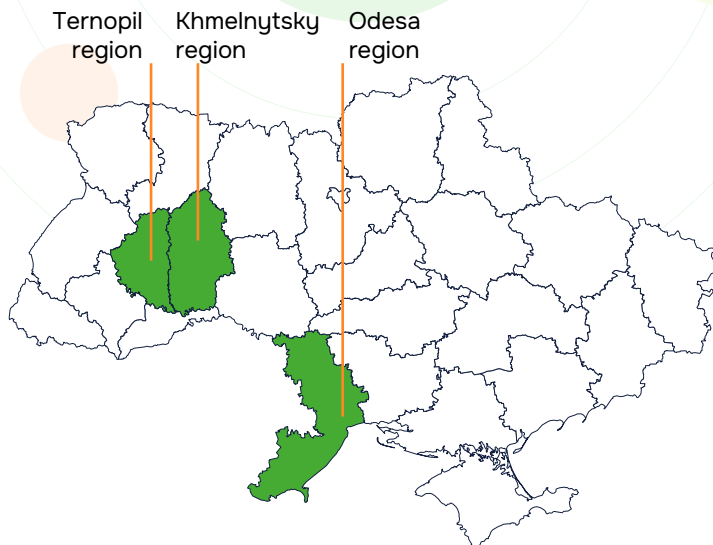 Ternopil
region
Khmelnytsky
region
Odesa
region